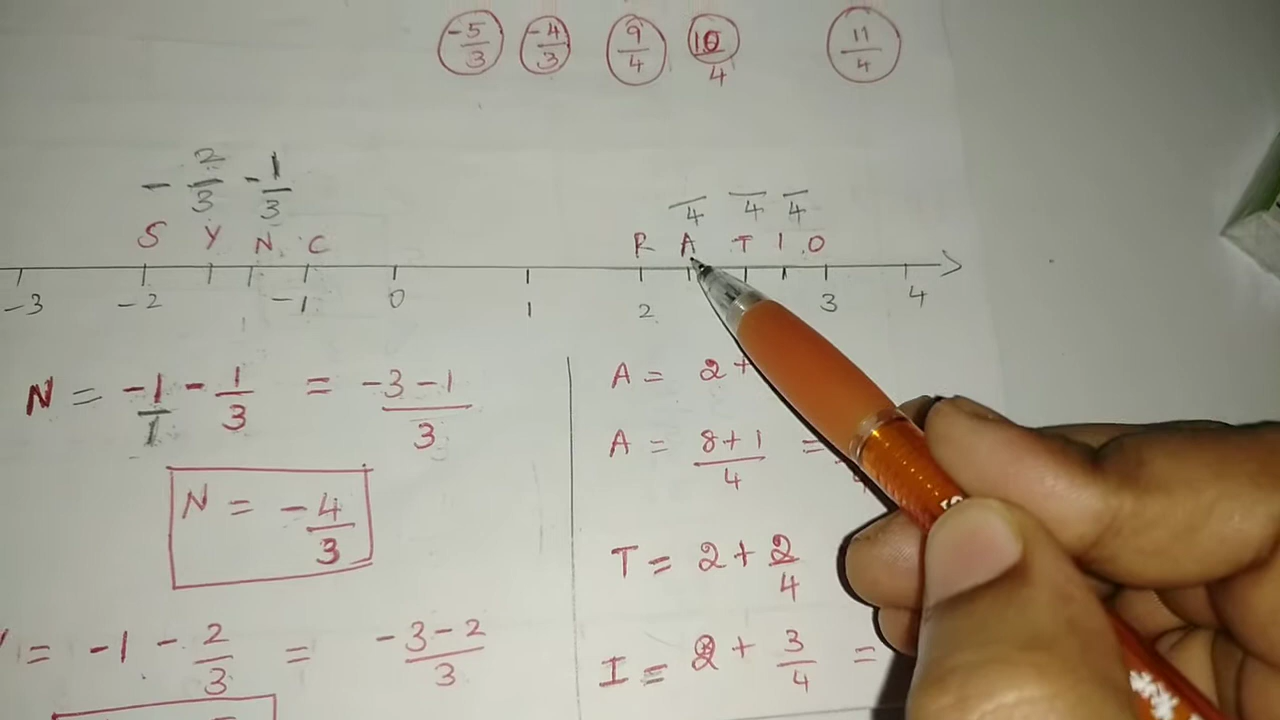 -5/3 -4/3 9/4 10/4 11/4
- 2/3 - 1/3 /4 /4 /4
S Y N C R A T I O
-3 -2 -1 0 1 2 3 4
N = -1/1 - 1/3 = -3-1/3
A = 2+
A = 8+1/4 =
N = -4/3
T = 2 + 2/4
= -1 - 2/3 = -3-2/3
I = 2 + 3/4 =